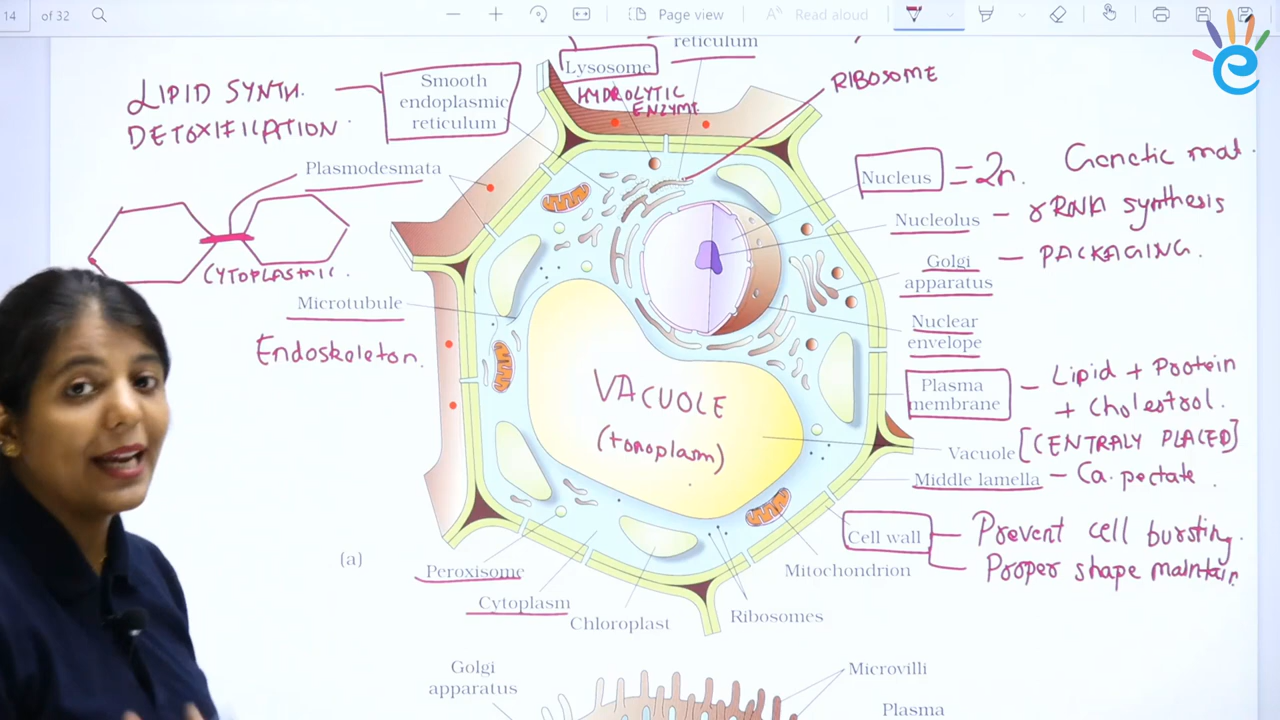 14 of 32
Page view
Read aloud
reticulum
Lysosome
HYDROLYTIC
ENZYME
RIBOSOME
LIPID SYNTH.
DETOXIFICATION
Smooth
endoplasmic
reticulum
Plasmodesmata
CYTOPLASMIC.
Nucleus = 2n. Genetic mat.
Nucleolus - rRNA synthesis
Golgi
apparatus - PACKAGING.
Microtubule
Endoskeleton.
Nuclear
envelope
Plasma
membrane - Lipid + Protein
+ Cholestrol.
VACUOLE
(tonoplasm)
Vacuole [CENTRALY PLACED]
Middle lamella - Ca. pectate.
Cell wall - Prevent cell bursting.
- Proper shape maintain
(a)
Peroxisome
Cytoplasm
Chloroplast
Ribosomes
Mitochondrion
Golgi
apparatus
Microvilli
Plasma
e